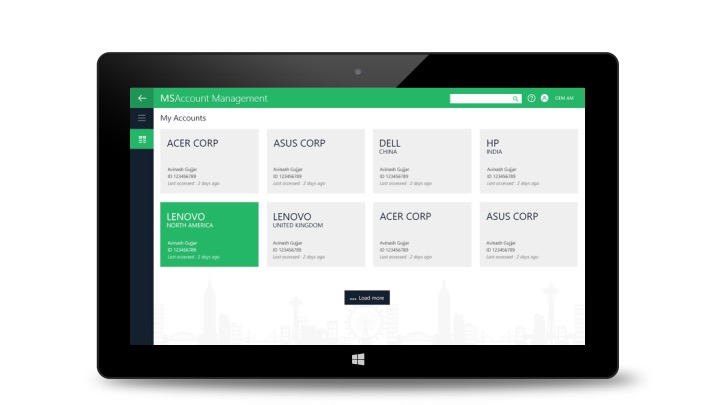 MSAccount Management
OEM AM
My Accounts
ACER CORP
Avinash Gujjar
ID 123456789
Last accessed : 2 days ago
ASUS CORP
Avinash Gujjar
ID 123456789
Last accessed : 2 days ago
DELL
CHINA
Avinash Gujjar
ID 123456789
Last accessed : 2 days ago
HP
INDIA
Avinash Gujjar
ID 123456789
Last accessed : 2 days ago
LENOVO
NORTH AMERICA
Avinash Gujjar
ID 123456789
Last accessed : 2 days ago
LENOVO
UNITED KINGDOM
Avinash Gujjar
ID 123456789
Last accessed : 2 days ago
ACER CORP
Avinash Gujjar
ID 123456789
Last accessed : 2 days ago
ASUS CORP
Avinash Gujjar
ID 123456789
Last accessed : 2 days ago
... Load more